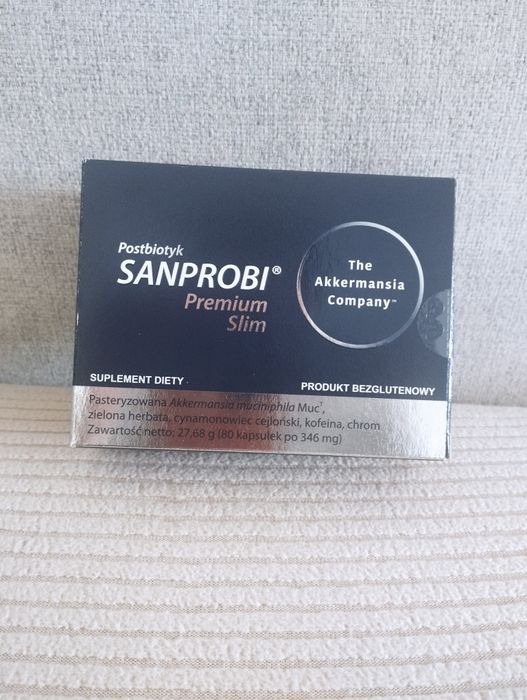 Postbiotyk
SANPROBI®
Premium
Slim
The
Akkermansia
Company™
SUPLEMENT DIETY
PRODUKT BEZGLUTENOWY
Pasteryzowana Akkermansia muciniphila Mucᵀ,
zielona herbata, cynamonowiec cejloński, kofeina, chrom
Zawartość netto: 27,68 g (80 kapsułek po 346 mg)